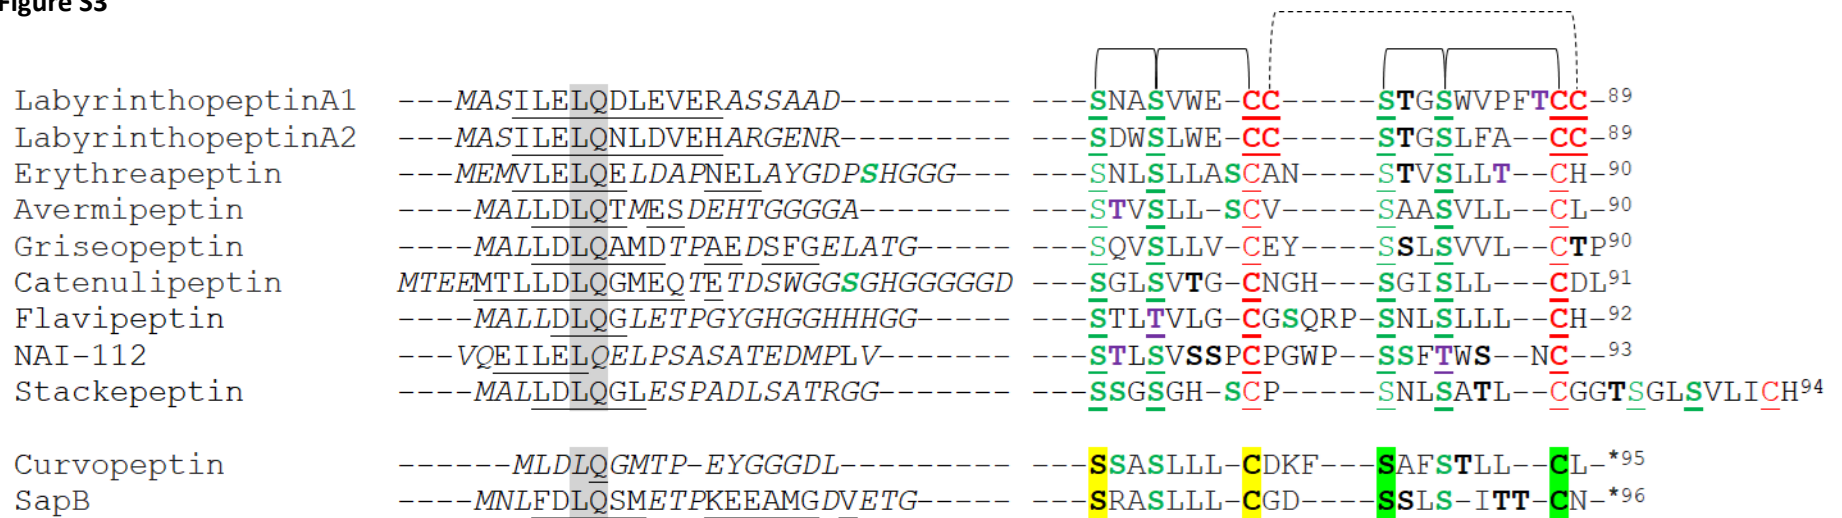 Figure S3
LabyrinthopeptinA1 ---MASILELQDLEVERASSAAD--------- ---SNASVWE-CC-----STGSWVPFTCC-89
LabyrinthopeptinA2 ---MASILELQNLDVEHARGENR--------- ---SDWSLWE-CC-----STGSLFA--CC-89
Erythreapeptin ---MEMVLELQELDAPNELAYGDPSHGGG--- ---SNLSLLASCAN----STVSLLT--CH-90
Avermipeptin ----MALLDLQTMESDEHTGGGGA-------- ---STVSLL-SCV-----SAASVLL--CL-90
Griseopeptin ----MALLDLQAMDTPAEDSFGELATG----- ---SQVSLLV-CEY----SSLSVVL--CTP90
Catenulipeptin MTEEMTLLDLQGMEQTETDSWGGSGHGGGGGD ---SGLSVTG-CNGH---SGISLL---CDL91
Flavipeptin ----MALLDLQGLETPGYGHGGHHHGG----- ---STLTVLG-CGSQRP-SNLSLLL--CH-92
NAI-112 ---VQEILELQELPSASATEDMPLV------- ---STLSVSSPCPGWP--SSFTWS--NC--93
Stackepeptin ----MALLDLQGLESPADLSATRGG------- ---SSGSGH-SCP-----SNLSATL--CGGTSGLSVLICH94
Curvopeptin ------MLDLQGMTP-EYGGGDL--------- ---SSASLLL-CDKF---SAFSTLL--CL-*95
SapB ----MNLFDLQSMETPKEEAMGDVETG----- ---SRASLLL-CGD----SSLS-ITT-CN-*96